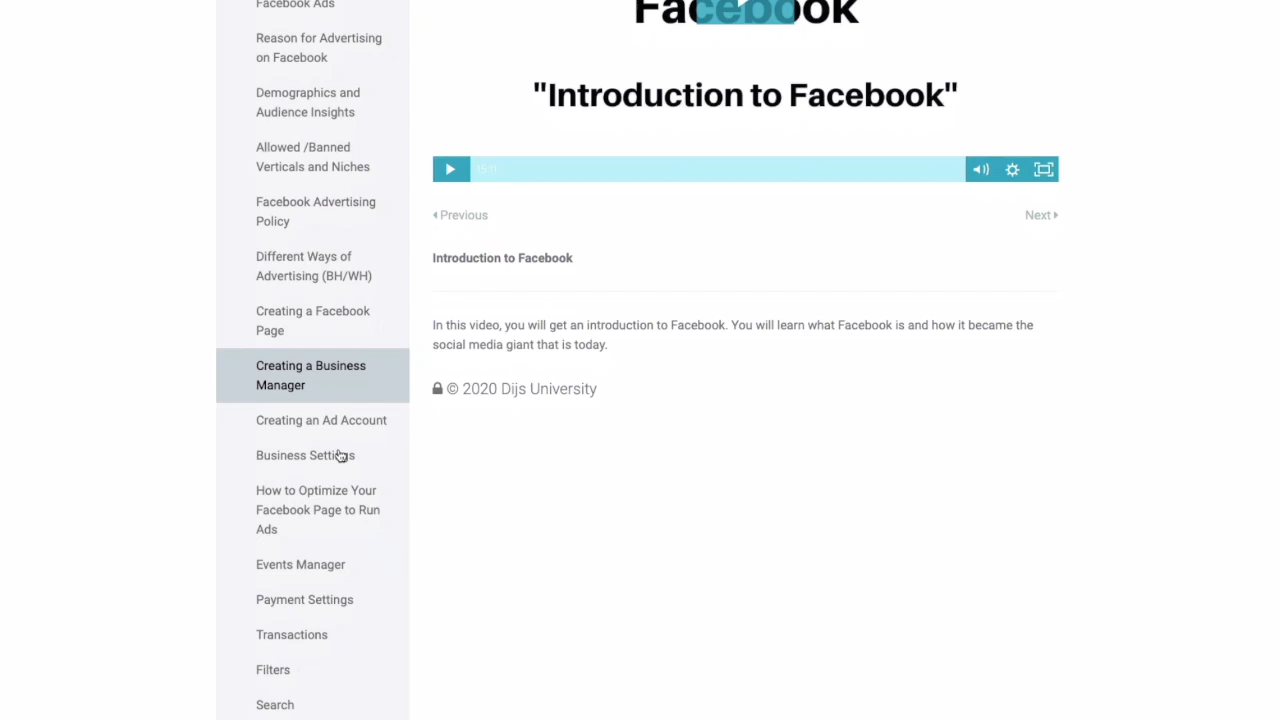 Facebook Ads
Reason for Advertising
on Facebook
Demographics and
Audience Insights
Allowed /Banned
Verticals and Niches
Facebook Advertising
Policy
Different Ways of
Advertising (BH/WH)
Creating a Facebook
Page
Creating a Business
Manager
Creating an Ad Account
Business Settings
How to Optimize Your
Facebook Page to Run
Ads
Events Manager
Payment Settings
Transactions
Filters
Search
Facebook
"Introduction to Facebook"
15:11
Previous
Next
Introduction to Facebook
In this video, you will get an introduction to Facebook. You will learn what Facebook is and how it became the
social media giant that is today.
© 2020 Dijs University